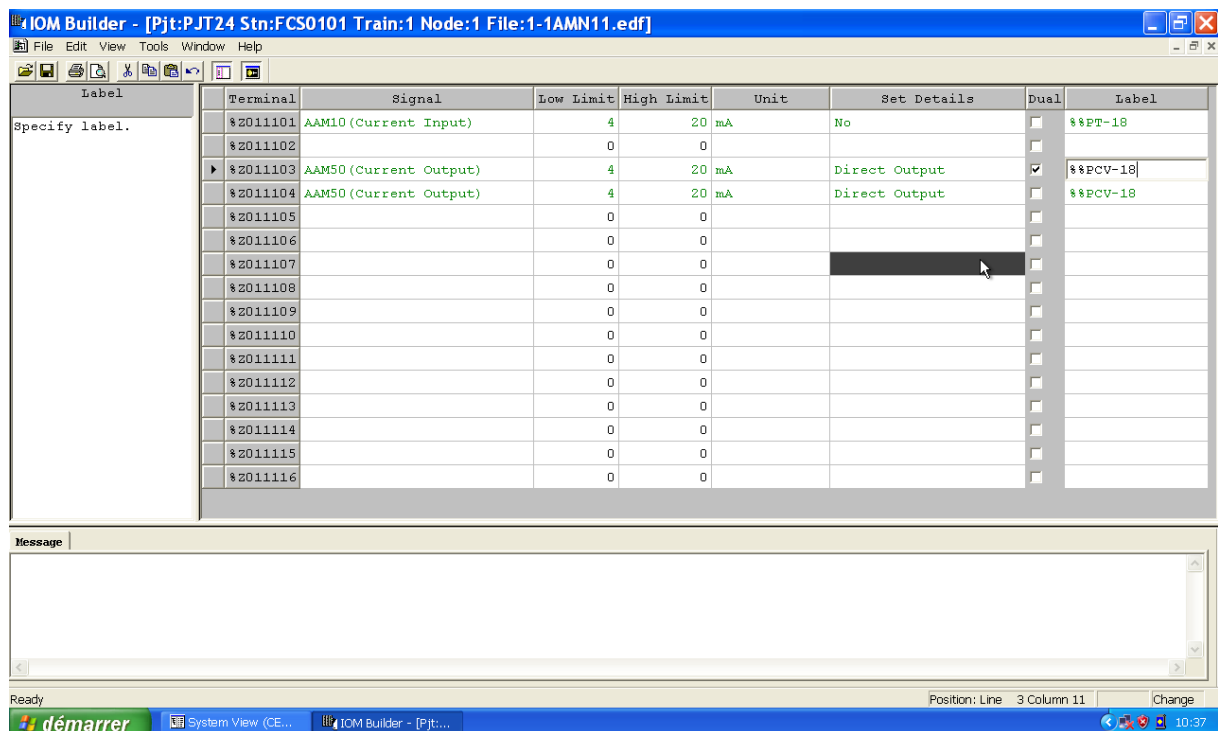 IOM Builder - [Pjt:PJT24 Stn:FCS0101 Train:1 Node:1 File:1-1AMN11.edf]
File Edit View Tools Window Help
Label
Specify label.
Terminal Signal Low Limit High Limit Unit Set Details Dual Label
%Z011101 AAM10(Current Input) 4 20 mA No %%PT-18
%Z011102 0 0
%Z011103 AAM50(Current Output) 4 20 mA Direct Output %%PCV-18
%Z011104 AAM50(Current Output) 4 20 mA Direct Output %%PCV-18
%Z011105 0 0
%Z011106 0 0
%Z011107 0 0
%Z011108 0 0
%Z011109 0 0
%Z011110 0 0
%Z011111 0 0
%Z011112 0 0
%Z011113 0 0
%Z011114 0 0
%Z011115 0 0
%Z011116 0 0
Message
Ready Position: Line 3 Column 11 Change
démarrer System View (CE... IOM Builder - [Pjt:... 10:37